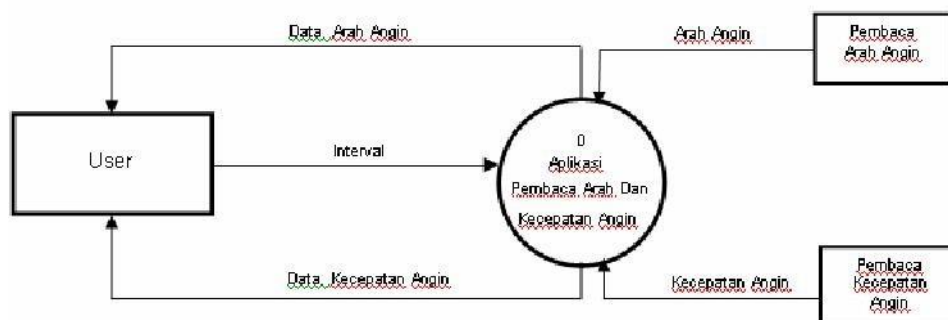 Data Arah Angin
Arah Angin
Pembaca
Arah Angin
User
Interval
0
Aplikasi
Pembaca Arah Dan
Kecepatan Angin
Data Kecepatan Angin
Kecepatan Angin
Pembaca
Kecepatan
Angin